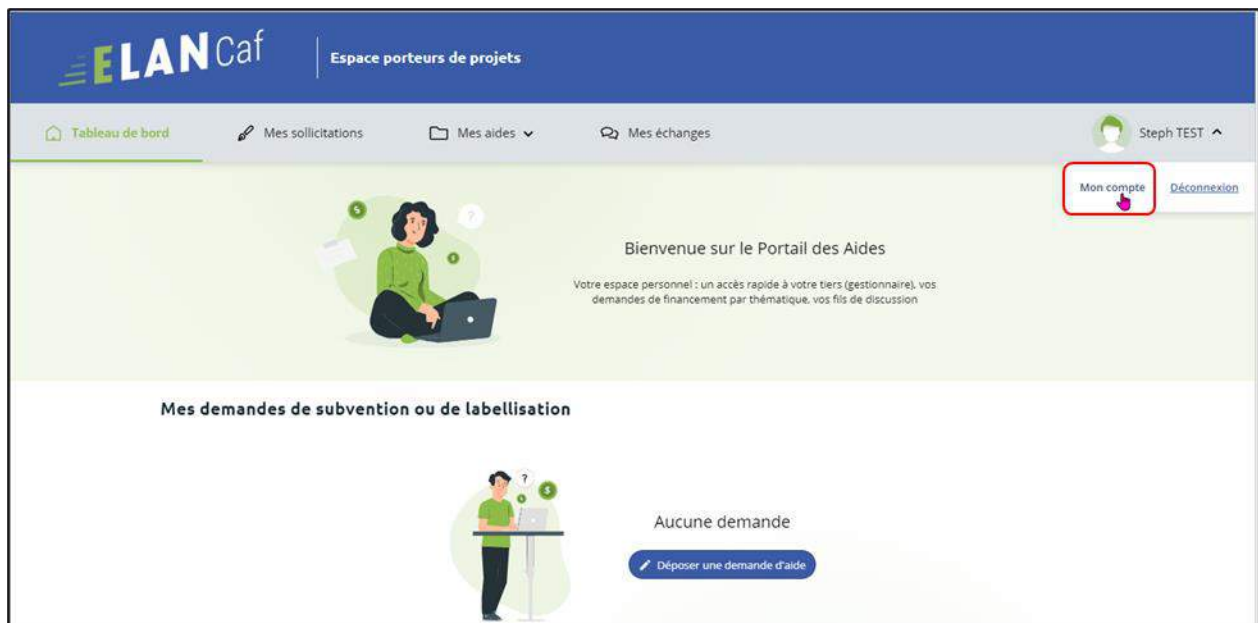 ELAN Caf
Espace porteurs de projets
Tableau de bord
Mes sollicitations
Mes aides
Mes échanges
Steph TEST
Mon compte
Déconnexion
$
?
$
Bienvenue sur le Portail des Aides
Votre espace personnel : un accès rapide à votre tiers (gestionnaire), vos
demandes de financement par thématique, vos fils de discussion
Mes demandes de subvention ou de labellisation
?
$
$
Aucune demande
Déposer une demande d'aide